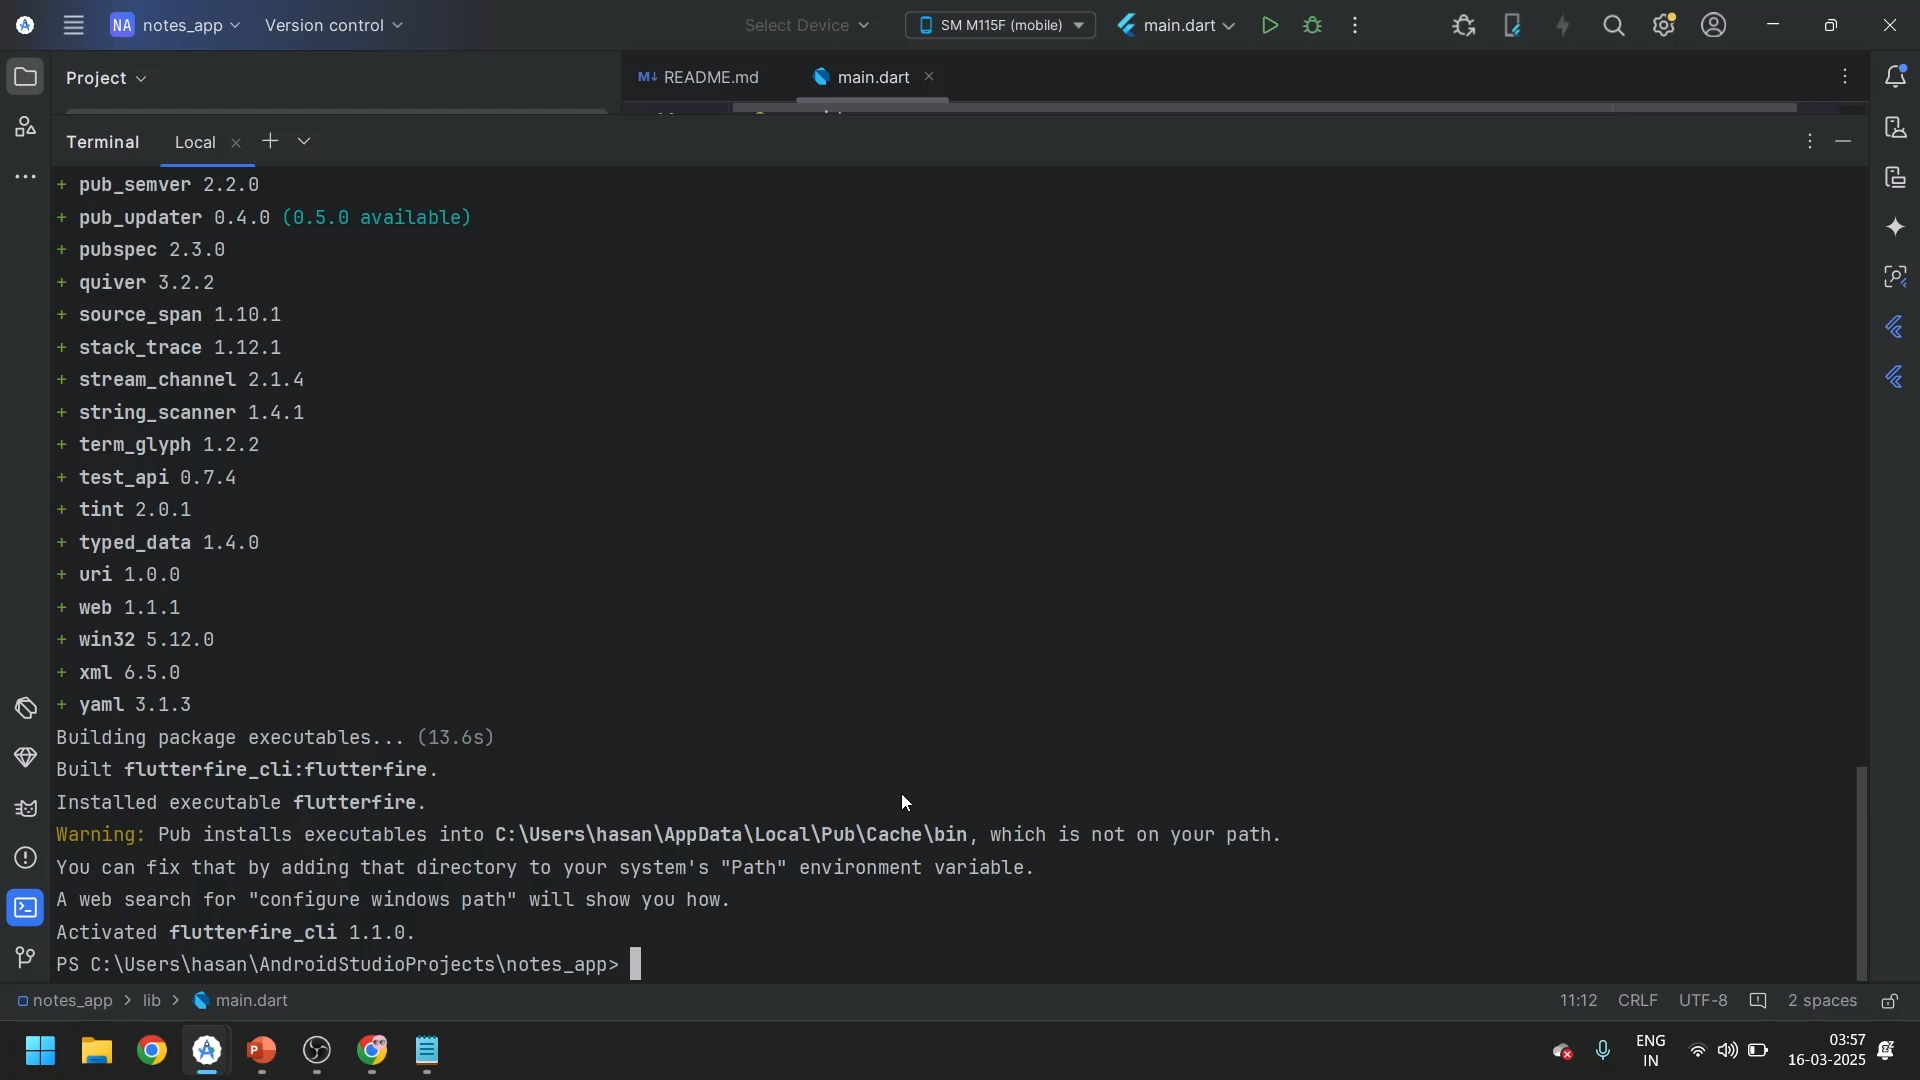 NA notes_app Version control Select Device SM M115F (mobile) main.dart
Project M↓ README.md main.dart
Terminal Local
+ pub_semver 2.2.0
+ pub_updater 0.4.0 (0.5.0 available)
+ pubspec 2.3.0
+ quiver 3.2.2
+ source_span 1.10.1
+ stack_trace 1.12.1
+ stream_channel 2.1.4
+ string_scanner 1.4.1
+ term_glyph 1.2.2
+ test_api 0.7.4
+ tint 2.0.1
+ typed_data 1.4.0
+ uri 1.0.0
+ web 1.1.1
+ win32 5.12.0
+ xml 6.5.0
+ yaml 3.1.3
Building package executables... (13.6s)
Built flutterfire_cli:flutterfire.
Installed executable flutterfire.
Warning: Pub installs executables into C:\Users\hasan\AppData\Local\Pub\Cache\bin, which is not on your path.
You can fix that by adding that directory to your system's "Path" environment variable.
A web search for "configure windows path" will show you how.
Activated flutterfire_cli 1.1.0.
PS C:\Users\hasan\AndroidStudioProjects\notes_app>
notes_app > lib > main.dart 11:12 CRLF UTF-8 2 spaces
ENG 03:57
IN 16-03-2025